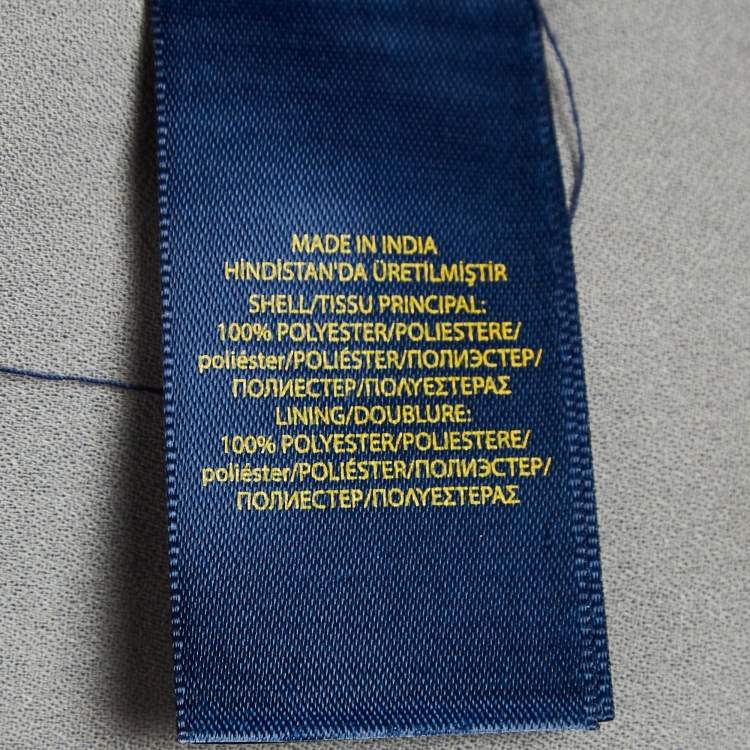 MADE IN INDIA
HİNDİSTAN'DA ÜRETİLMİŞTİR
SHELL/TISSU PRINCIPAL:
100% POLYESTER/POLIESTERE/
poliéster/POLIÉSTER/ПОЛИЭСТЕР/
ПОЛИЕСТЕР/ΠΟΛΥΕΣΤΕΡΑΣ
LINING/DOUBLURE:
100% POLYESTER/POLIESTERE/
poliéster/POLIÉSTER/ПОЛИЭСТЕР/
ПОЛИЕСТЕР/ΠΟΛΥΕΣΤΕΡΑΣ